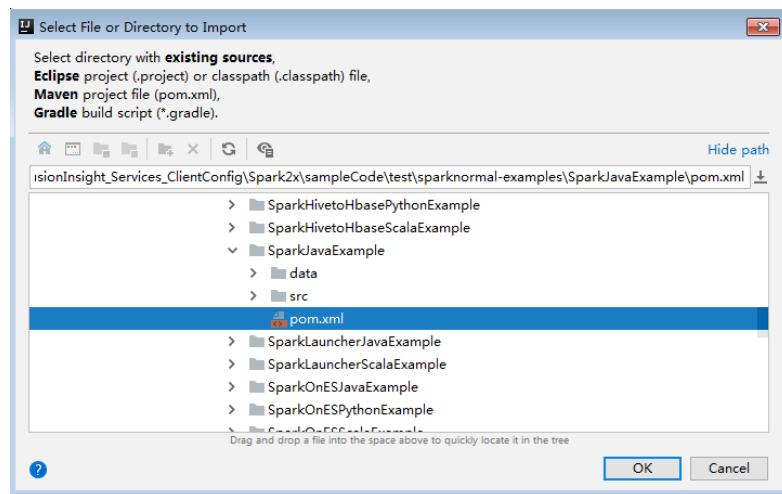 Select File or Directory to Import
Select directory with existing sources,
Eclipse project (.project) or classpath (.classpath) file,
Maven project file (pom.xml),
Gradle build script (*.gradle).
Hide path
ısionInsight_Services_ClientConfig\Spark2x\sampleCode\test\sparknormal-examples\SparkJavaExample\pom.xml
SparkHivetoHbasePythonExample
SparkHivetoHbaseScalaExample
SparkJavaExample
data
src
pom.xml
SparkLauncherJavaExample
SparkLauncherScalaExample
SparkOnESJavaExample
SparkOnESPythonExample
SparkOnESScalaExample
Drag and drop a file into the space above to quickly locate it in the tree
OK Cancel